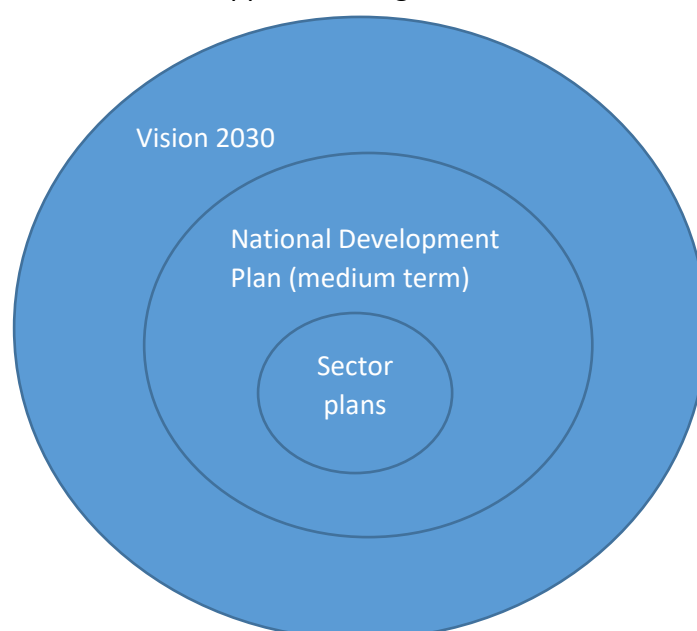 Vision 2030
National Development
Plan (medium term)
Sector
plans